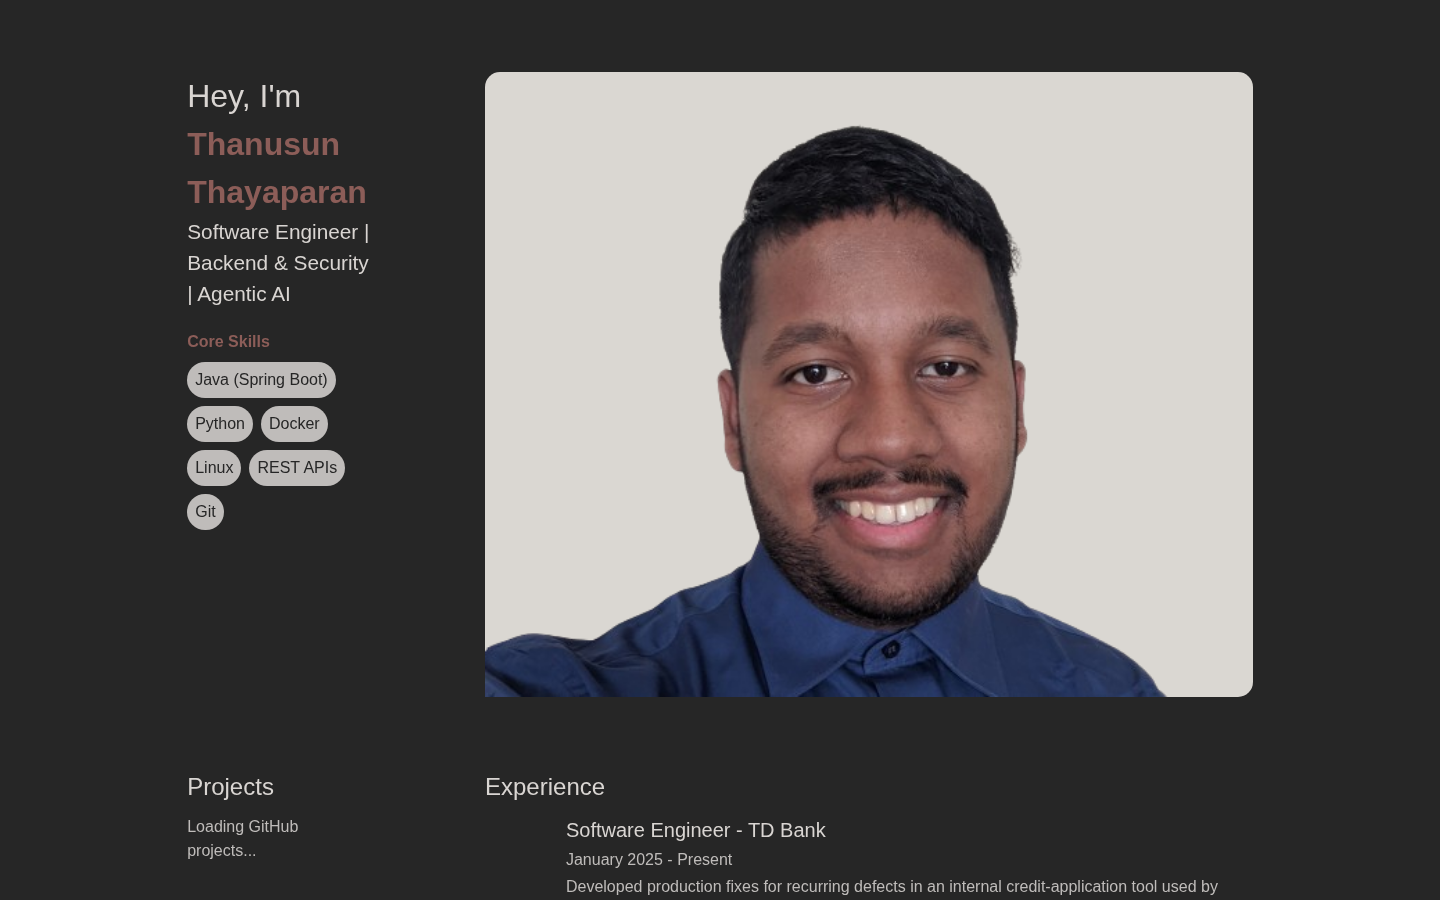 Hey, I'm
Thanusun
Thayaparan
Software Engineer |
Backend & Security
| Agentic AI
Core Skills
Java (Spring Boot)
Python Docker
Linux REST APIs
Git
Projects
Loading GitHub
projects...
Experience
Software Engineer - TD Bank
January 2025 - Present
Developed production fixes for recurring defects in an internal credit-application tool used by